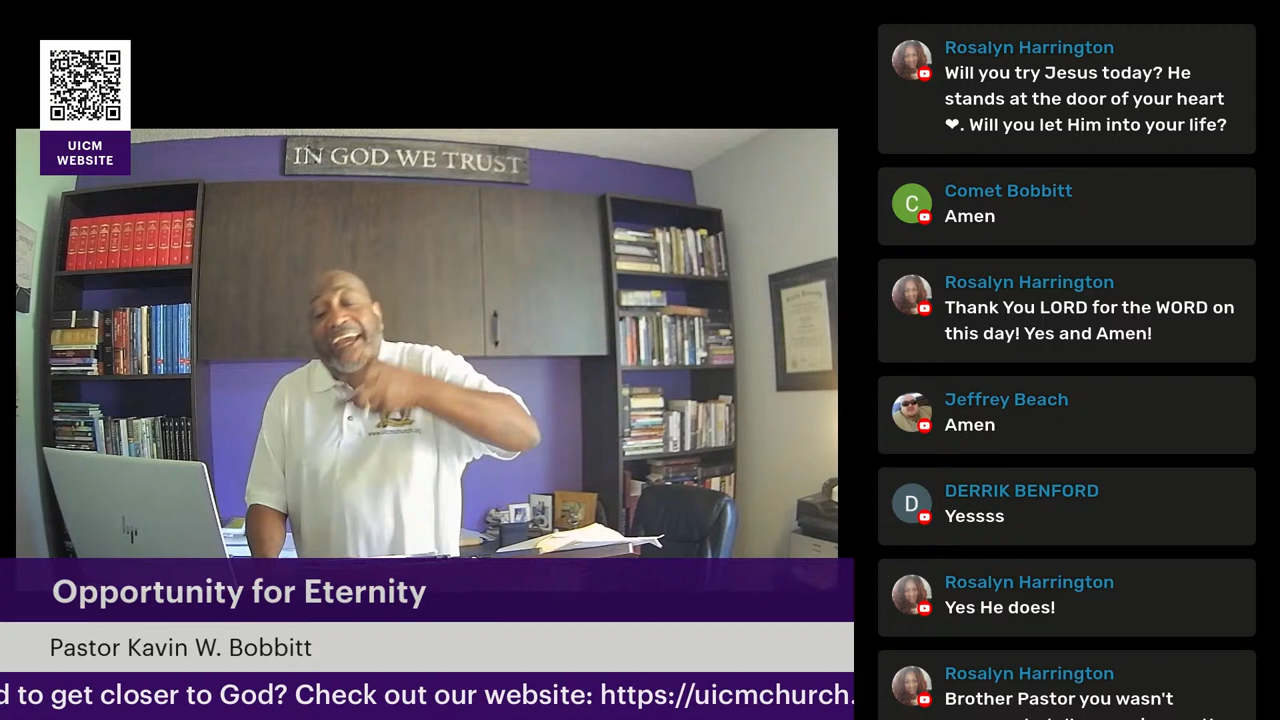 UICM
WEBSITE
IN GOD WE TRUST
Opportunity for Eternity
Pastor Kavin W. Bobbitt
to get closer to God? Check out our website: https://uicmchurch.
Rosalyn Harrington
Will you try Jesus today? He
stands at the door of your heart
❤. Will you let Him into your life?
C
Comet Bobbitt
Amen
Rosalyn Harrington
Thank You LORD for the WORD on
this day! Yes and Amen!
Jeffrey Beach
Amen
D
DERRIK BENFORD
Yessss
Rosalyn Harrington
Yes He does!
Rosalyn Harrington
Brother Pastor you wasn't